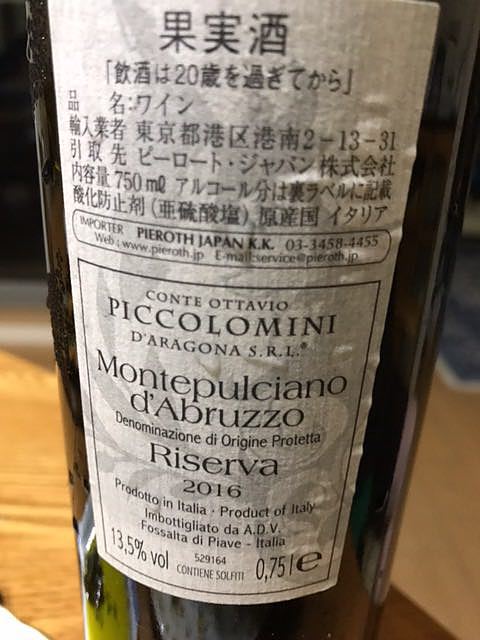 果実酒
「飲酒は20歳を過ぎてから」
品 名:ワイン
輸入業者 東京都港区港南2-13-31
引取先 ピーロート・ジャパン株式会社
内容量 750ml アルコール分は裏ラベルに記載
酸化防止剤(亜硫酸塩) 原産国 イタリア
IMPORTER PIEROTH JAPAN K.K. 03-3458-4455
Web.:www.pieroth.jp E-mail:service@pieroth.jp
CONTE OTTAVIO
PICCOLOMINI
D'ARAGONA S.R.L.®
Montepulciano
d'Abruzzo
Denominazione di Origine Protetta
Riserva
2016
Prodotto in Italia · Product of Italy
Imbottigliato da A.D.V.
Fossalta di Piave - Italia
13,5% vol 529164 CONTIENE SOLFITI 0,75 l e